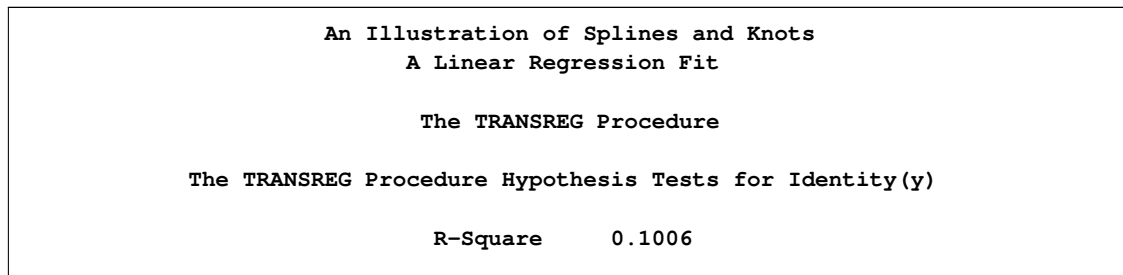 An Illustration of Splines and Knots
A Linear Regression Fit
The TRANSREG Procedure
The TRANSREG Procedure Hypothesis Tests for Identity(y)
R-Square 0.1006